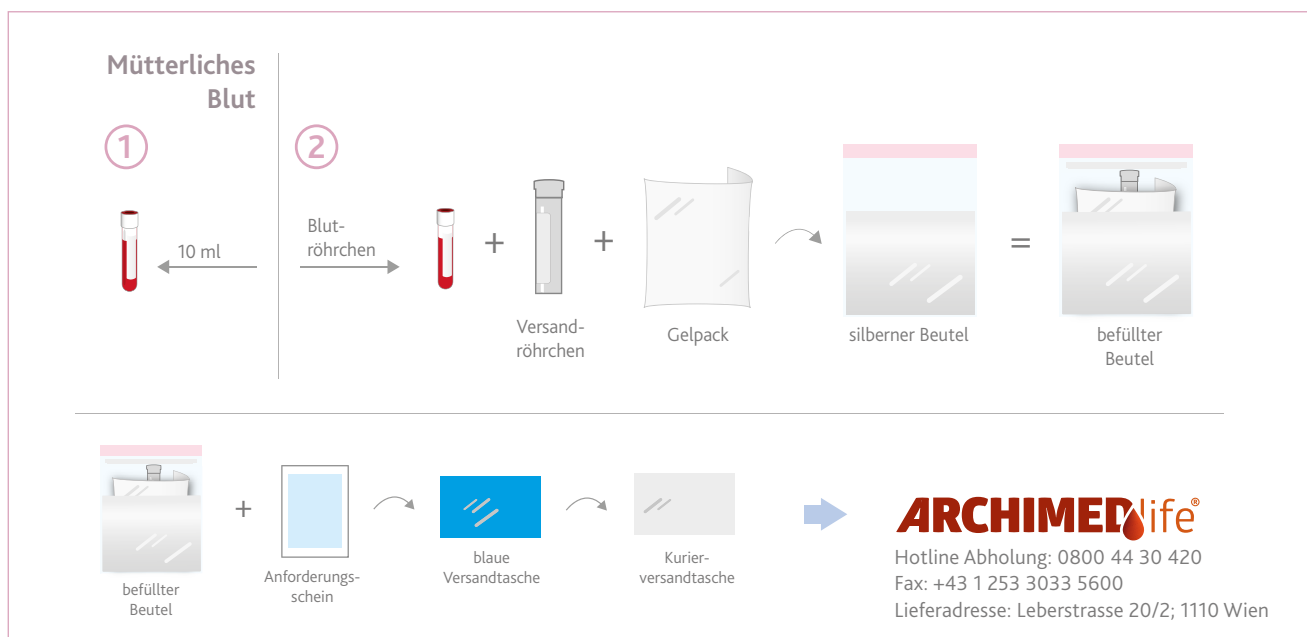 Mütterliches
Blut
1
2
10 ml
Blut-
röhrchen
+
+
=
Versand-
röhrchen
Gelpack
silberner Beutel
befüllter
Beutel
+
befüllter
Beutel
Anforderungs-
schein
blaue
Versandtasche
Kurier-
versandtasche
ARCHIMEDlife®
Hotline Abholung: 0800 44 30 420
Fax: +43 1 253 3033 5600
Lieferadresse: Leberstrasse 20/2; 1110 Wien